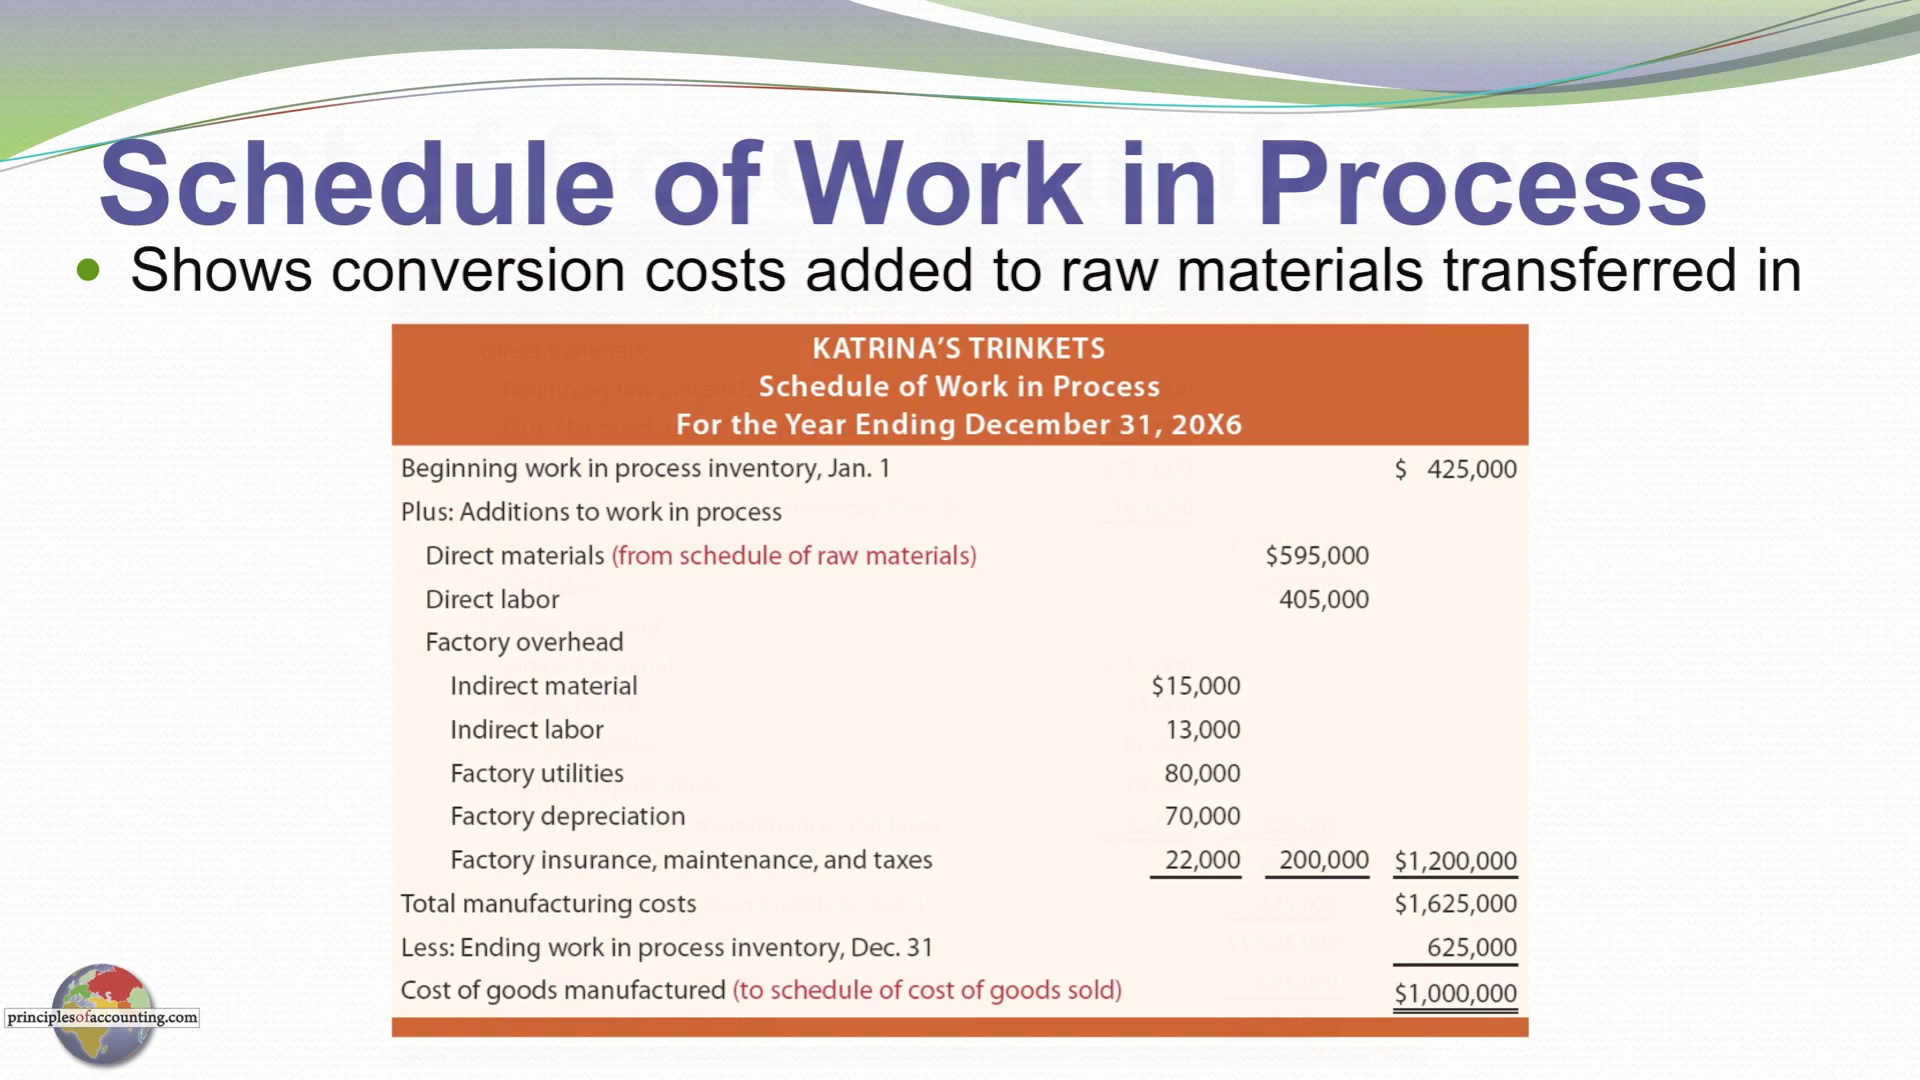 Schedule of Work in Process
• Shows conversion costs added to raw materials transferred in
KATRINA'S TRINKETS
Schedule of Work in Process
For the Year Ending December 31, 20X6
Beginning work in process inventory, Jan. 1 $ 425,000
Plus: Additions to work in process
Direct materials (from schedule of raw materials) $595,000
Direct labor 405,000
Factory overhead
Indirect material $15,000
Indirect labor 13,000
Factory utilities 80,000
Factory depreciation 70,000
Factory insurance, maintenance, and taxes 22,000 200,000 $1,200,000
Total manufacturing costs $1,625,000
Less: Ending work in process inventory, Dec. 31 625,000
Cost of goods manufactured (to schedule of cost of goods sold) $1,000,000
principlesofaccounting.com